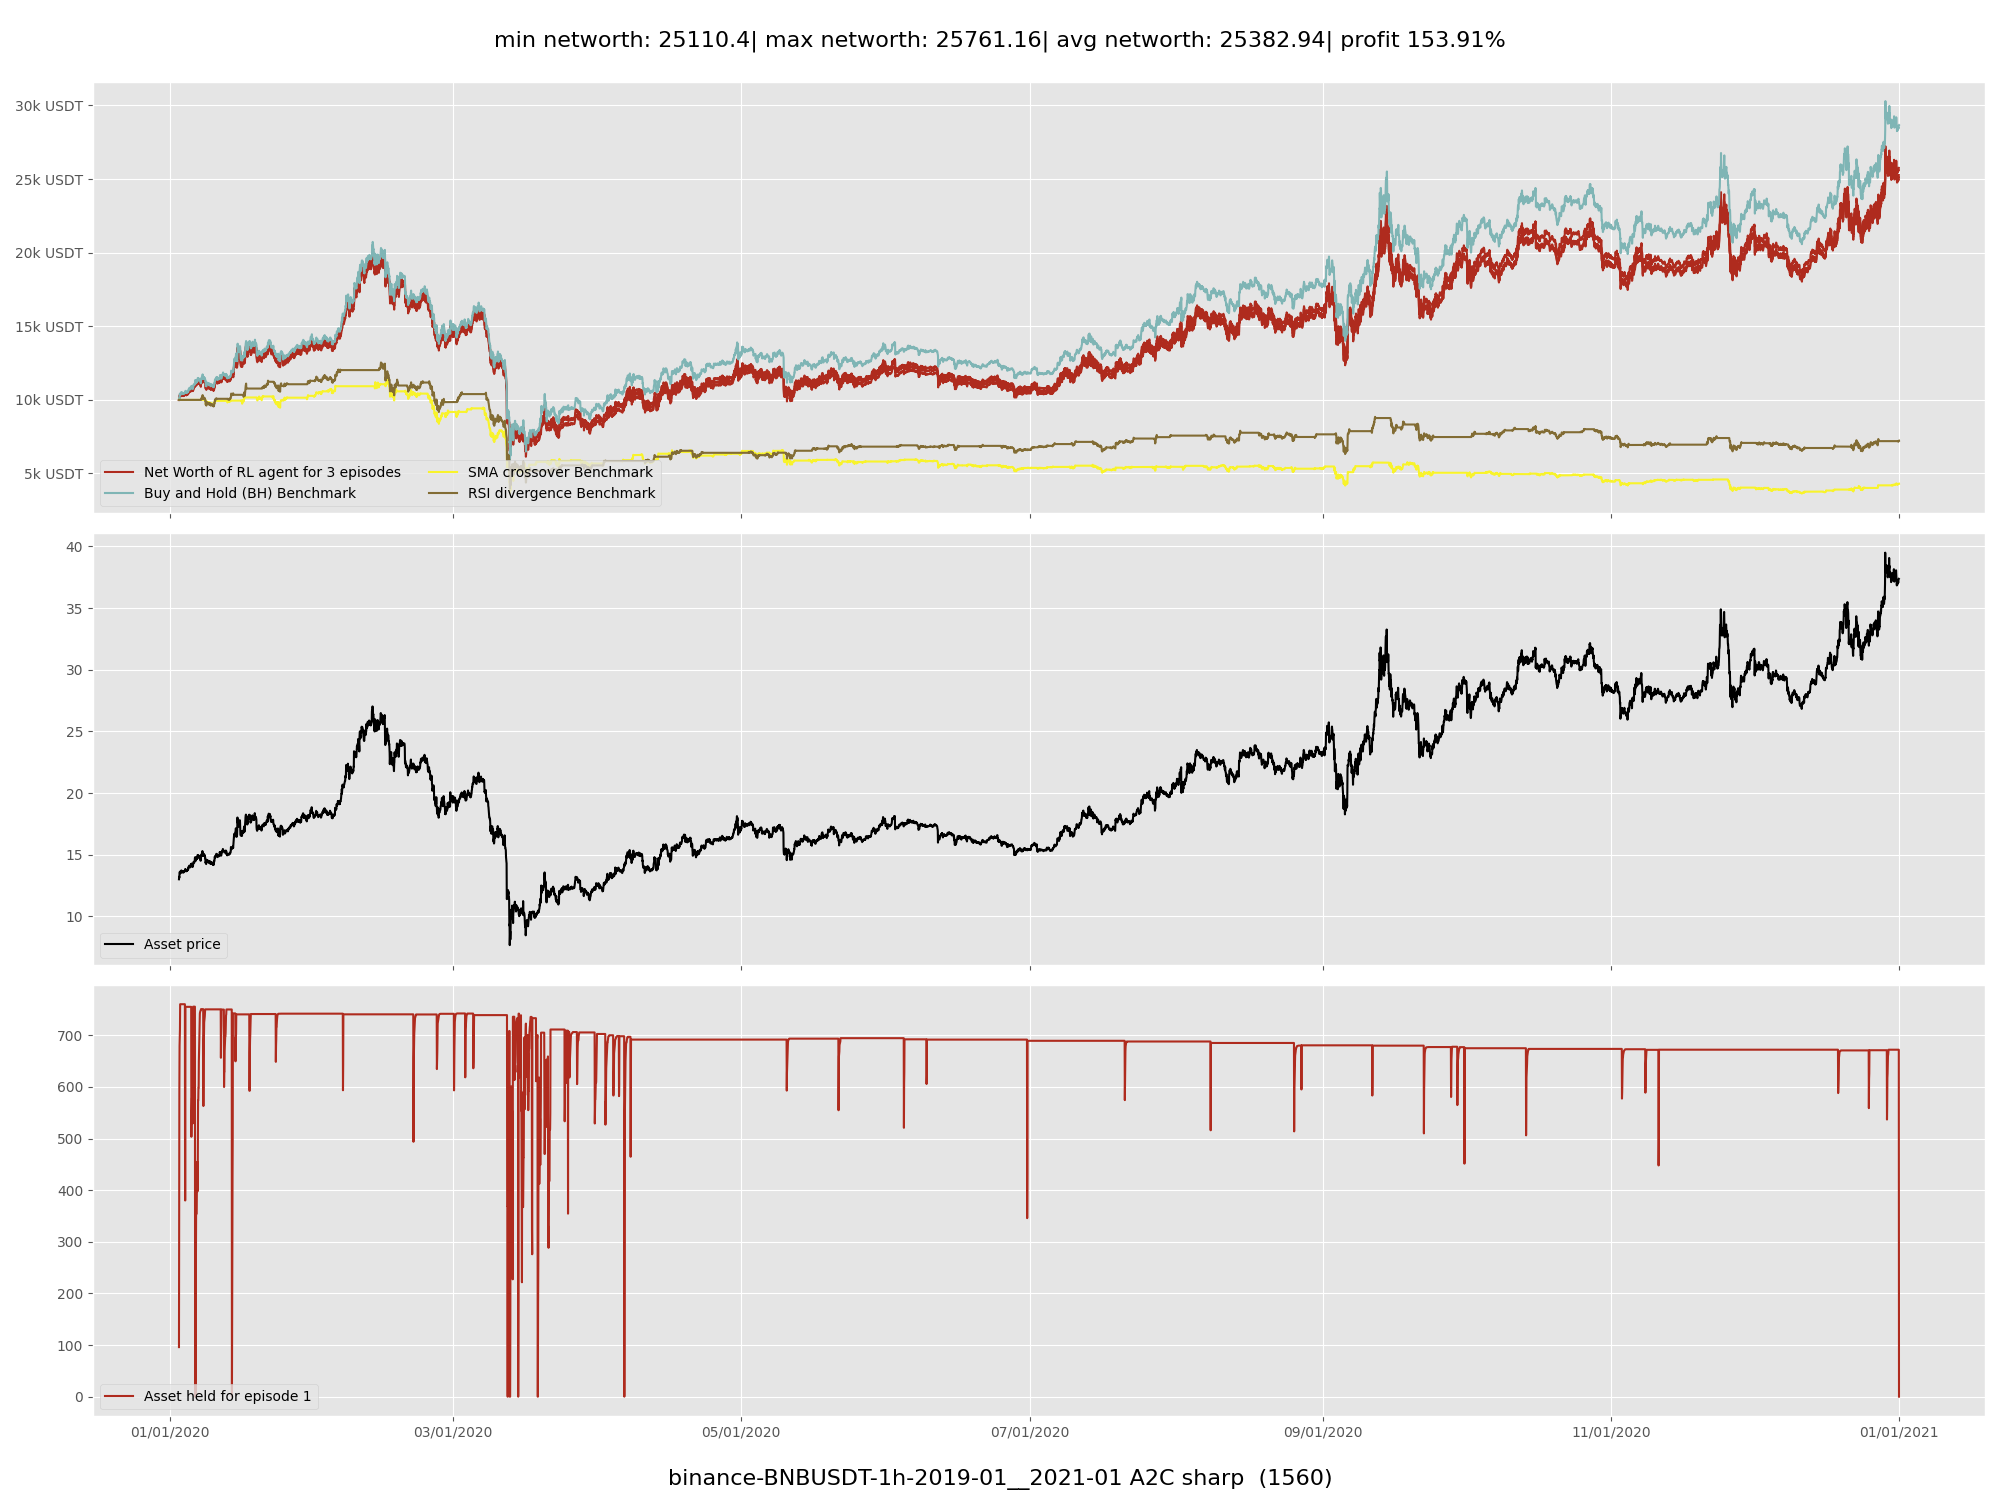 min networth: 25110.4| max networth: 25761.16| avg networth: 25382.94| profit 153.91%
30k USDT
25k USDT
20k USDT
15k USDT
10k USDT
5k USDT
Net Worth of RL agent for 3 episodes
Buy and Hold (BH) Benchmark
SMA crossover Benchmark
RSI divergence Benchmark
40
35
30
25
20
15
10
Asset price
700
600
500
400
300
200
100
0
Asset held for episode 1
01/01/2020
03/01/2020
05/01/2020
07/01/2020
09/01/2020
11/01/2020
01/01/2021
binance-BNBUSDT-1h-2019-01__2021-01 A2C sharp  (1560)